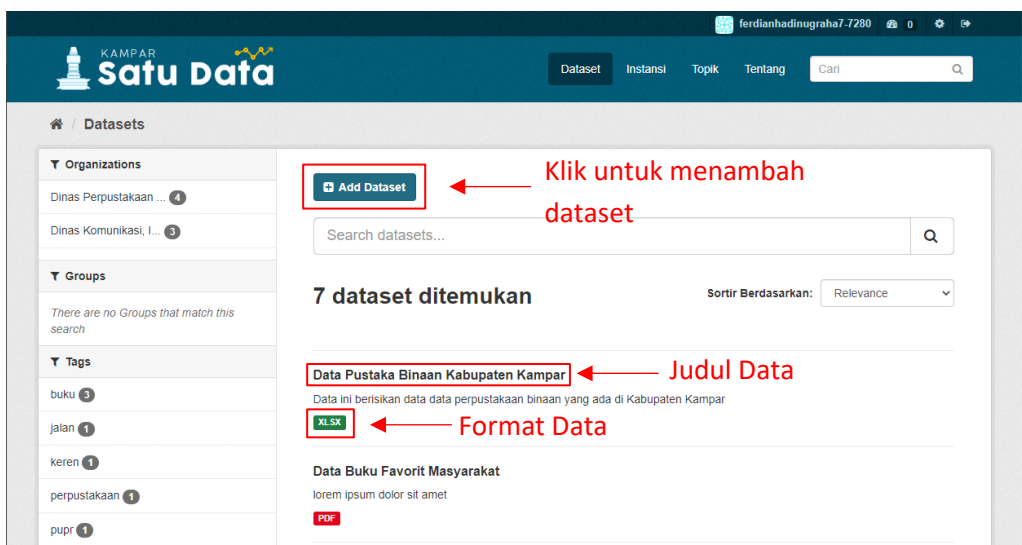 ferdianhadinugraha7-7280 0
KAMPAR
Satu Data
Dataset Instansi Topik Tentang Cari
/ Datasets
Organizations
Dinas Perpustakaan ... 4
Dinas Komunikasi, I... 3
Groups
There are no Groups that match this
search
Tags
buku 3
jalan 1
keren 1
perpustakaan 1
pupr 1
Add Dataset
Klik untuk menambah
dataset
Search datasets...
7 dataset ditemukan
Sortir Berdasarkan: Relevance
Data Pustaka Binaan Kabupaten Kampar
Judul Data
Data ini berisikan data data perpustakaan binaan yang ada di Kabupaten Kampar
XLSX
Format Data
Data Buku Favorit Masyarakat
lorem ipsum dolor sit amet
PDF